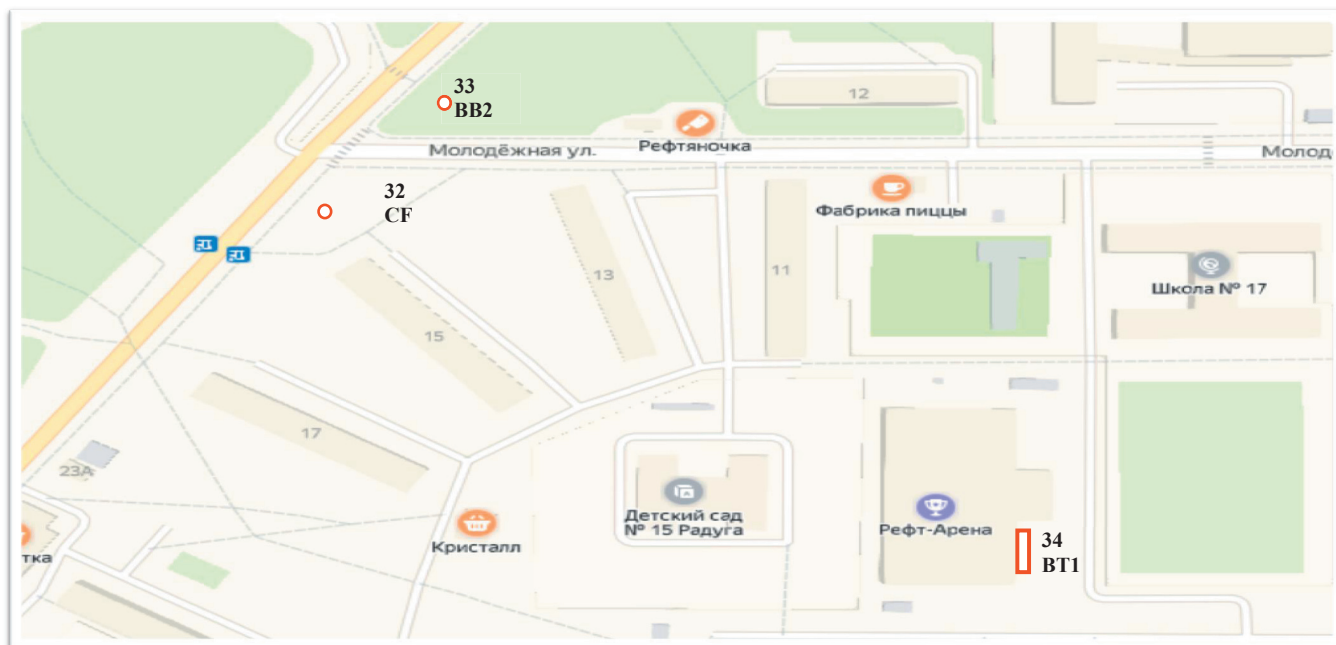 33
BB2
12
Рефтяночка
Молодёжная ул.
Молод
32
CF
Фабрика пиццы
13
11
Школа № 17
15
17
23А
Детский сад
№ 15 Радуга
Рефт-Арена
Кристалл
34
BT1
тка